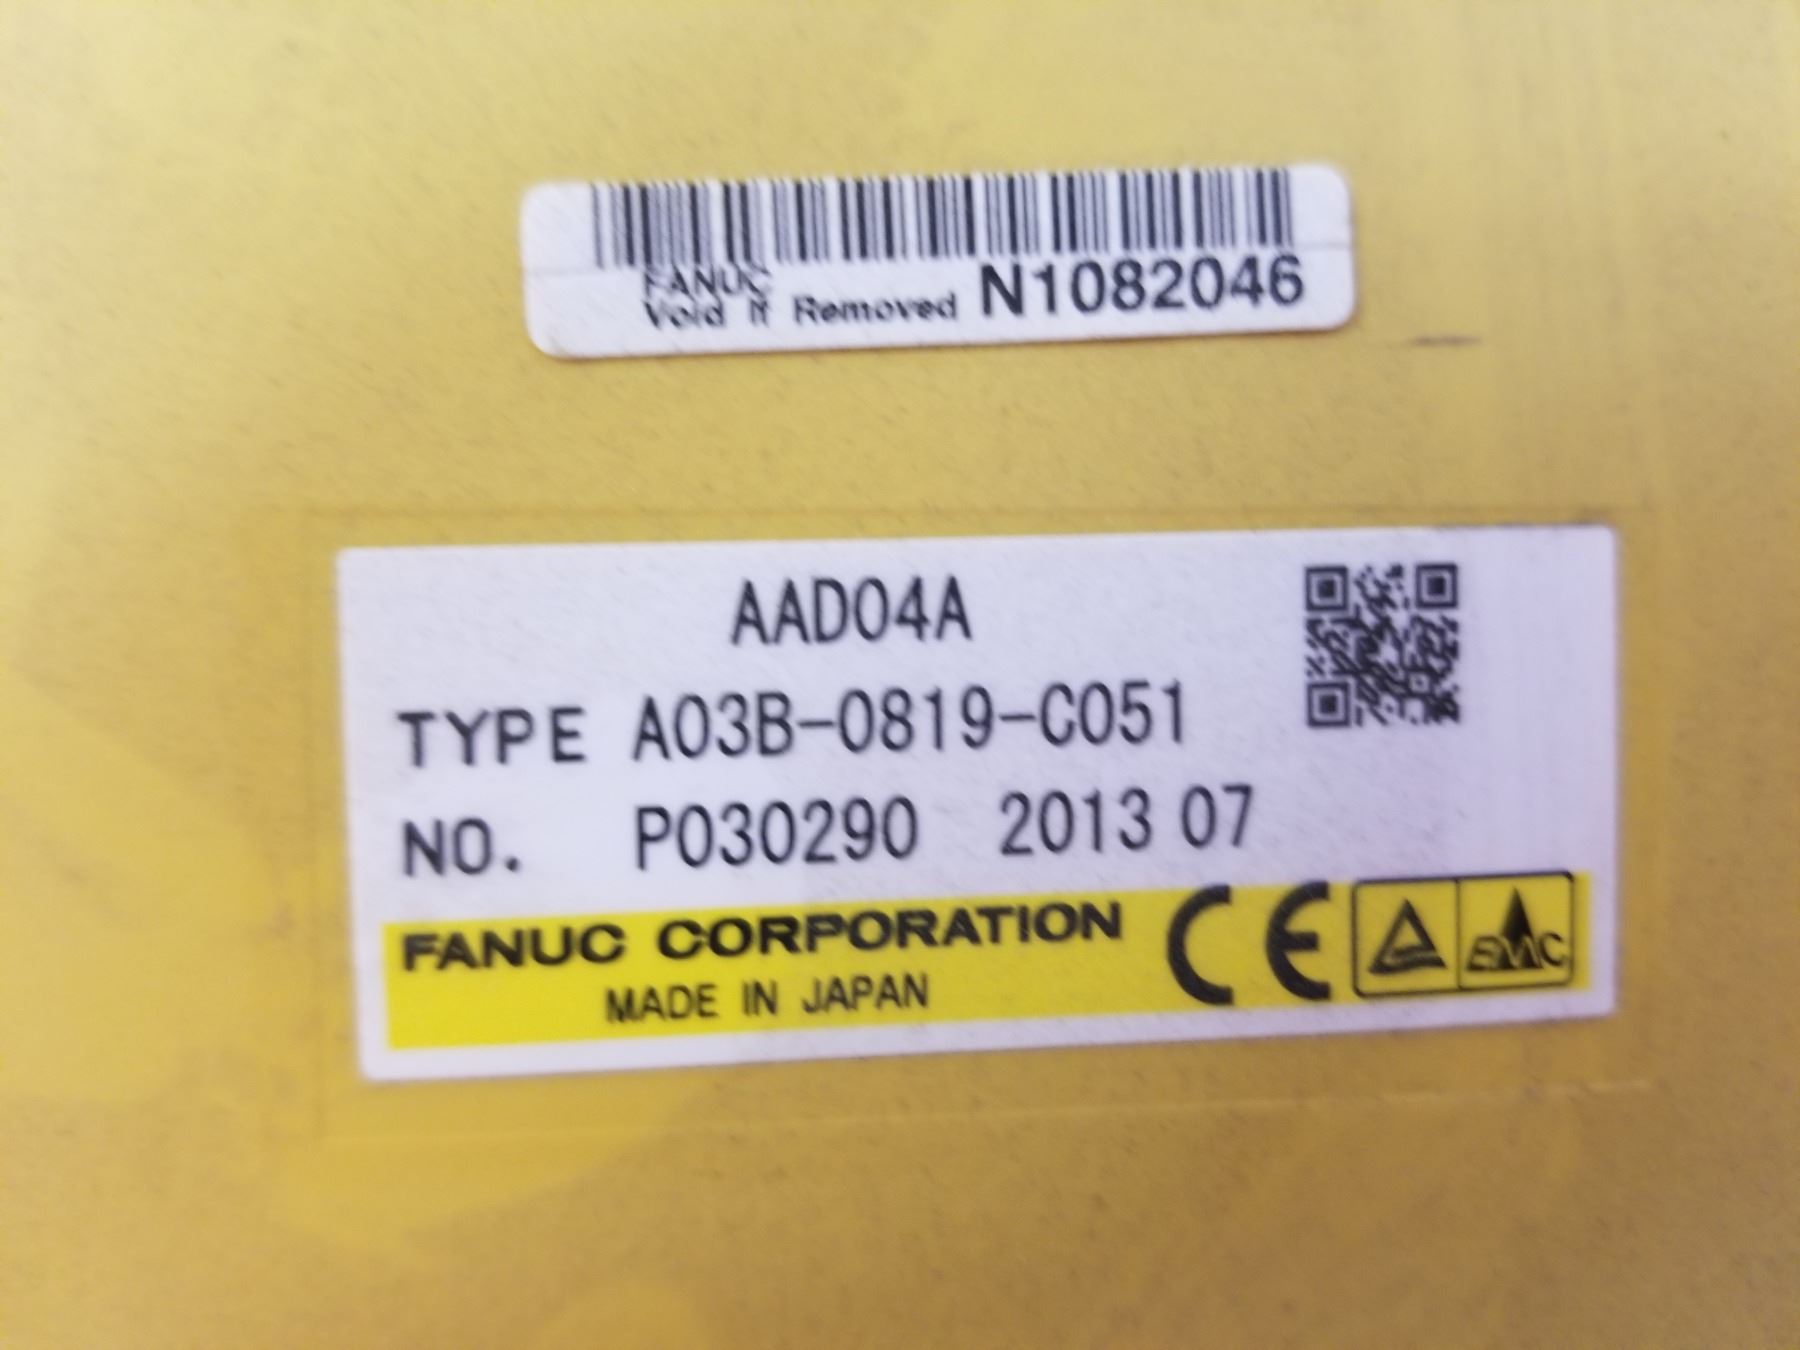 FANUC
Void If Removed N1082046
AAD04A
TYPE A03B-0819-C051
NO. P030290 2013 07
FANUC CORPORATION CE EMC
MADE IN JAPAN